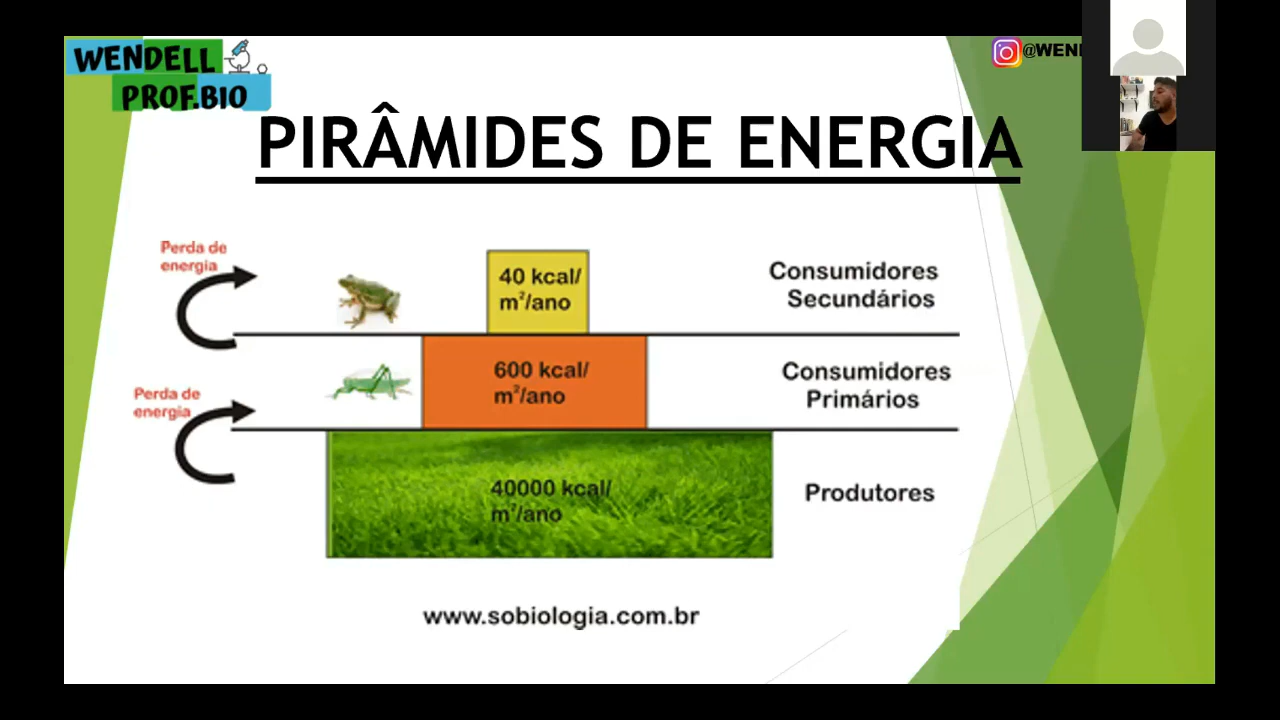 WENDELL
PROF.BIO
PIRÂMIDES DE ENERGIA
Perda de
energia
40 kcal/
m²/ano
Consumidores
Secundários
600 kcal/
m²/ano
Consumidores
Primários
Perda de
energia
40000 kcal/
m²/ano
Produtores
www.sobiologia.com.br